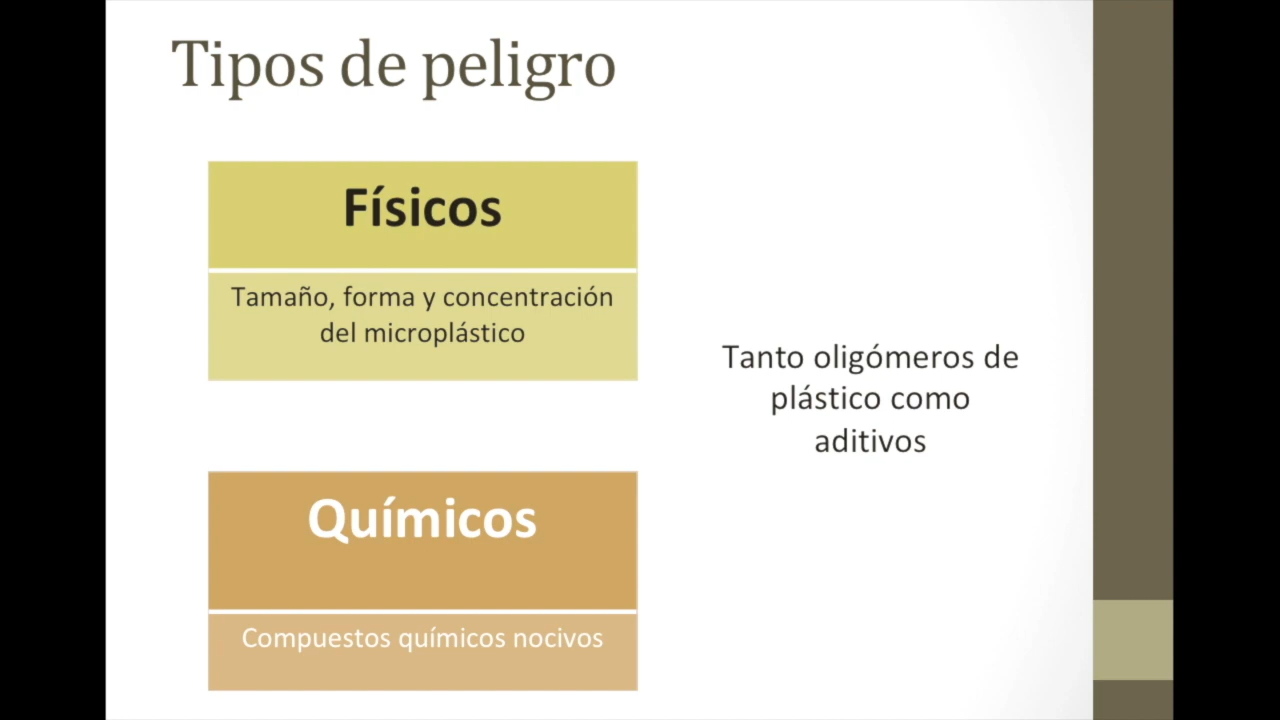 Tipos de peligro
Físicos
Tamaño, forma y concentración
del microplástico
Tanto oligómeros de
plástico como
aditivos
Químicos
Compuestos químicos nocivos